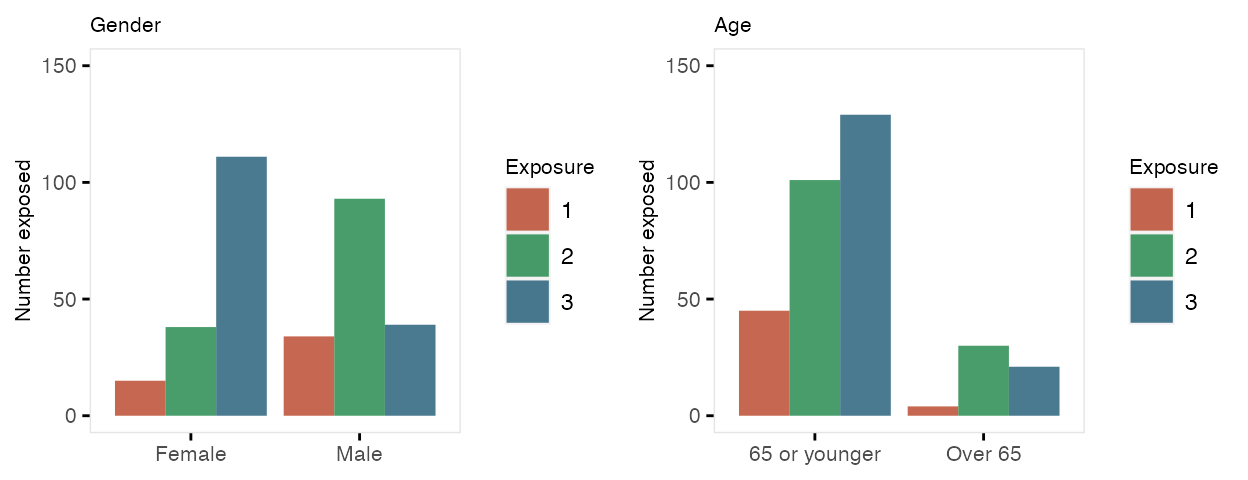 Gender
150
100
50
0
Number exposed
Female Male
Exposure
1
2
3
Age
150
100
50
0
Number exposed
65 or younger Over 65
Exposure
1
2
3